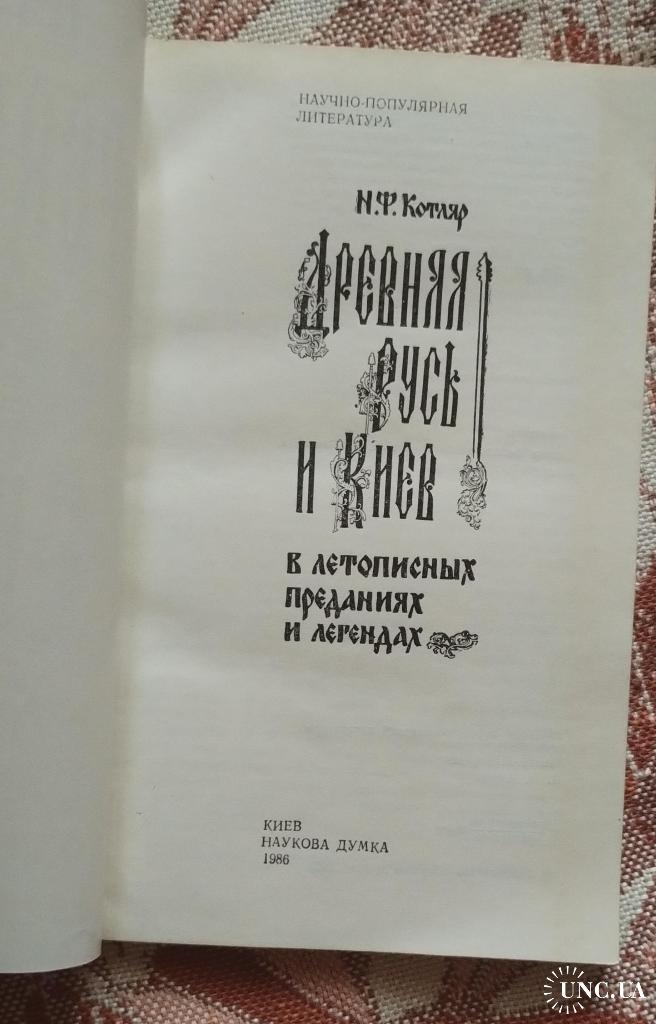 НАУЧНО-ПОПУЛЯРНАЯ
ЛИТЕРАТУРА
Н.Ф. Котляр
ДРЕВНЯЯ
РУСЬ
И КИЕВ
В ЛЕТОПИСНЫХ
ПРЕДАНИЯХ
И ЛЕГЕНДАХ
КИЕВ
НАУКОВА ДУМКА
1986
UNC.UA